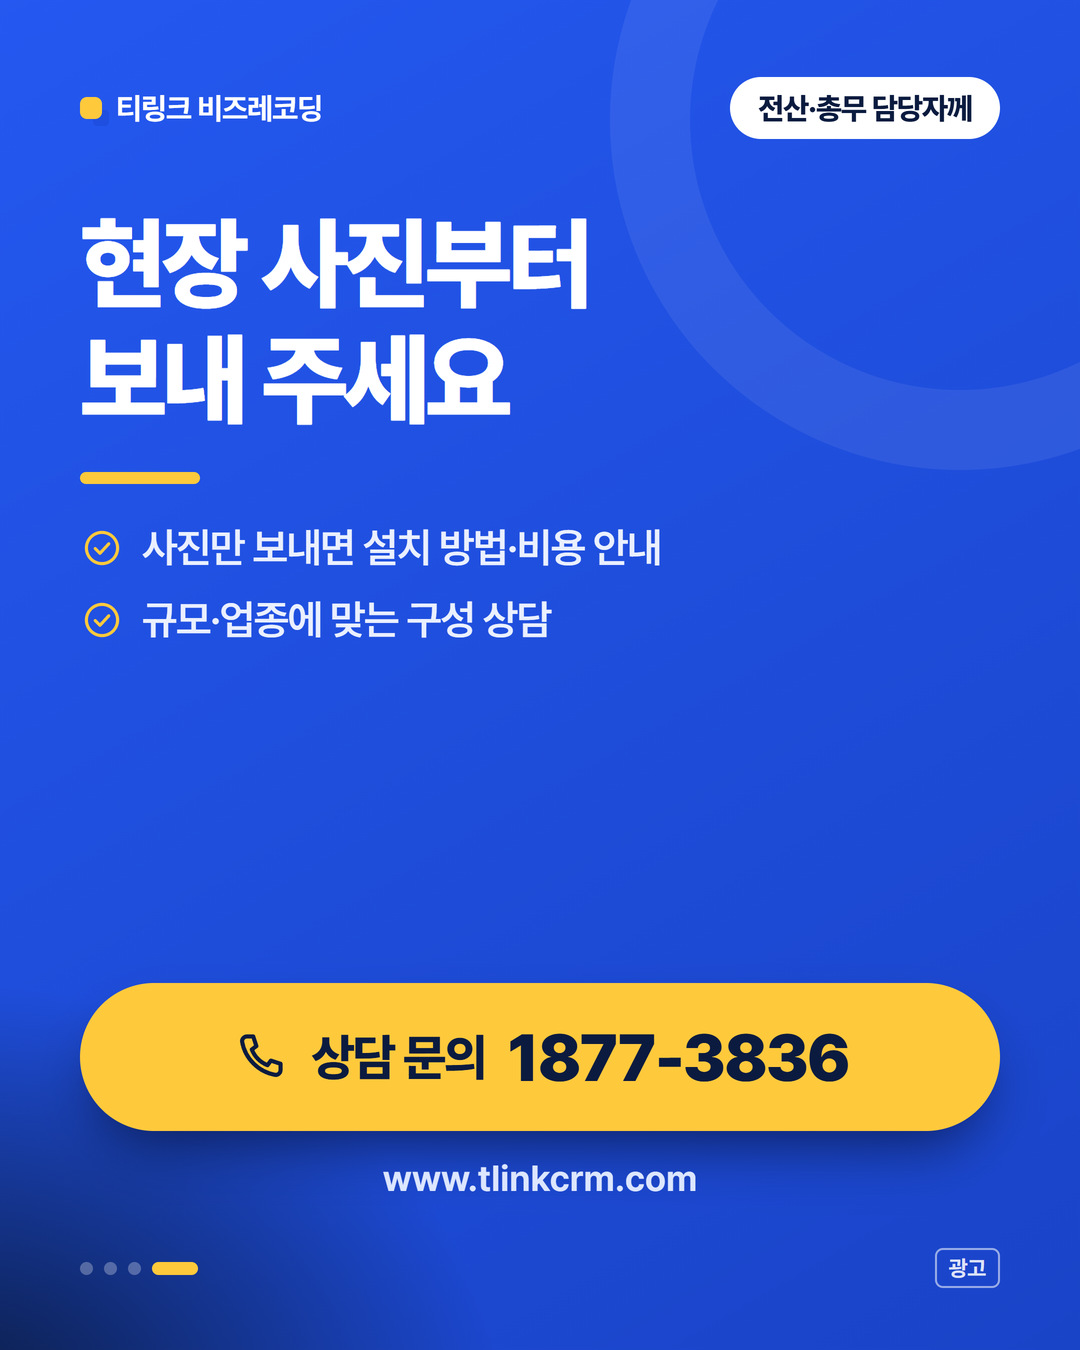 티링크 비즈레코딩
전산·총무 담당자께
현장 사진부터
보내 주세요
사진만 보내면 설치 방법·비용 안내
규모·업종에 맞는 구성 상담
상담 문의 1877-3836
www.tlinkcrm.com
광고